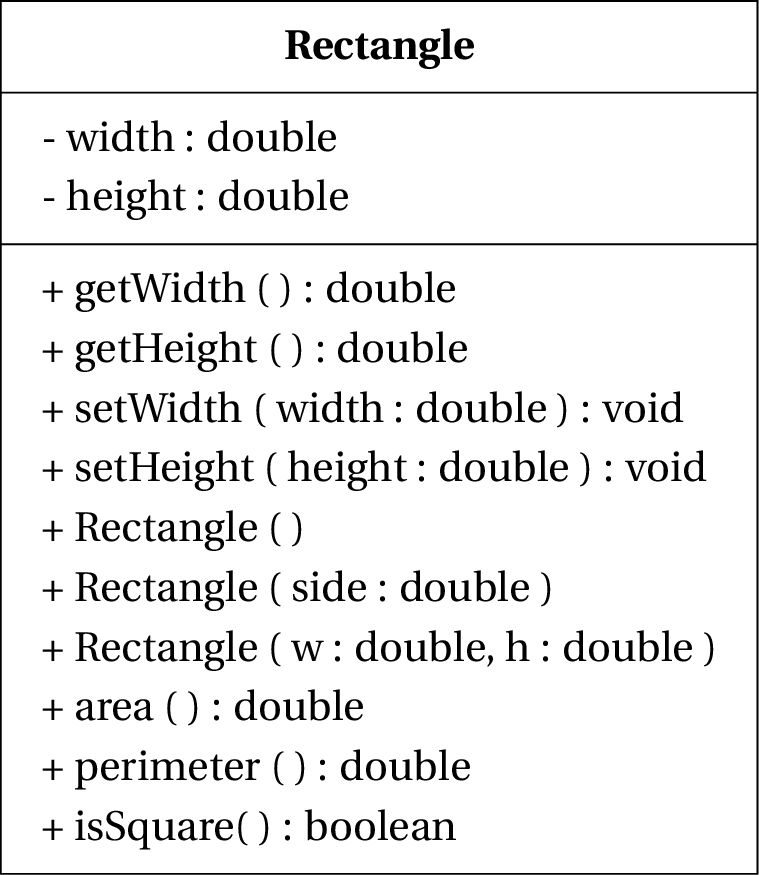 Rectangle
- width : double
- height : double
+ getWidth ( ) : double
+ getHeight ( ) : double
+ setWidth ( width : double ) : void
+ setHeight ( height : double ) : void
+ Rectangle ( )
+ Rectangle ( side : double )
+ Rectangle ( w : double, h : double )
+ area ( ) : double
+ perimeter ( ) : double
+ isSquare( ) : boolean